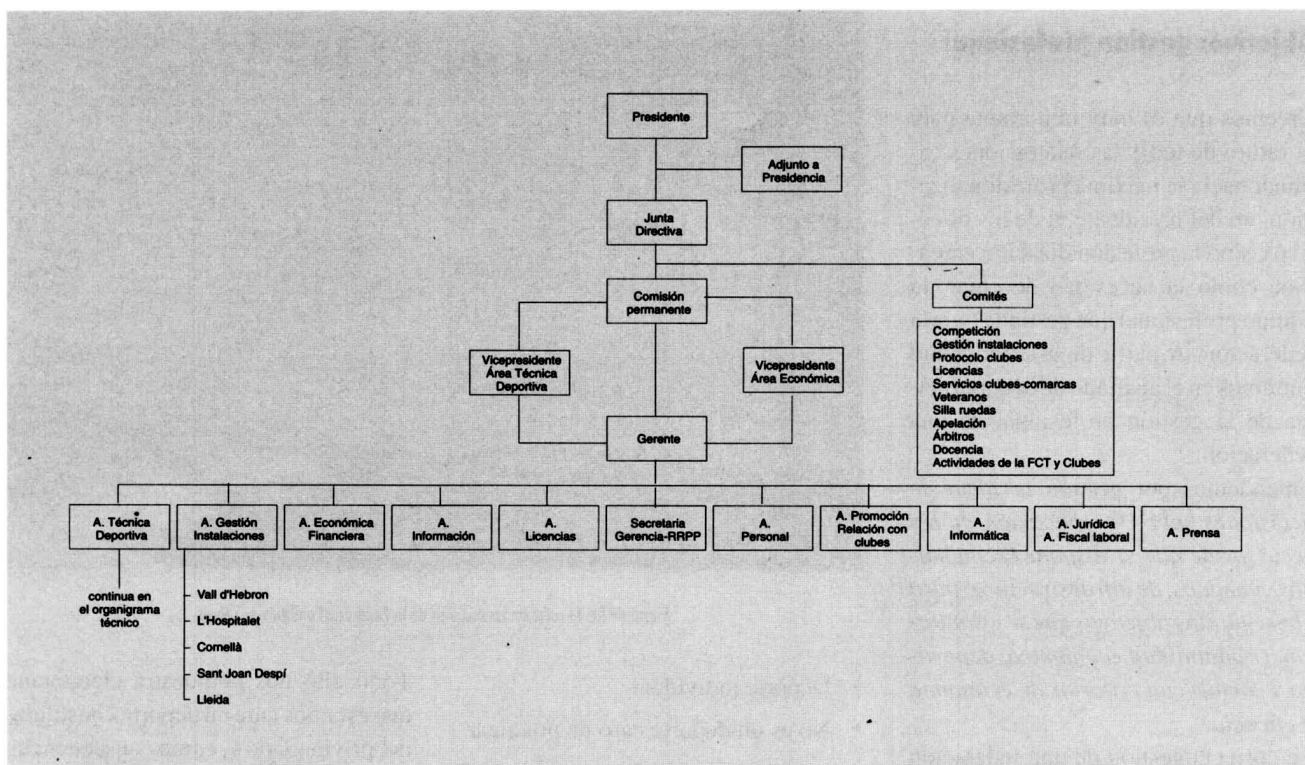 Presidente
Adjunto a
Presidencia
Junta
Directiva
Comisión
permanente
Comités
Competición
Gestión instalaciones
Protocolo clubes
Licencias
Servicios clubes-comarcas
Veteranos
Silla ruedas
Apelación
Árbitros
Docencia
Actividades de la FCT y Clubes
Vicepresidente
Área Técnica
Deportiva
Vicepresidente
Área Económica
Gerente
A. Técnica
Deportiva
A. Gestión
Instalaciones
A. Económica
Financiera
A.
Información
A.
Licencias
Secretaria
Gerencia-RRPP
A.
Personal
A. Promoción
Relación con
clubes
A.
Informática
A. Jurídica
A. Fiscal laboral
A. Prensa
continua en
el organigrama
técnico
Vall d'Hebron
L'Hospitalet
Cornellà
Sant Joan Despí
Lleida